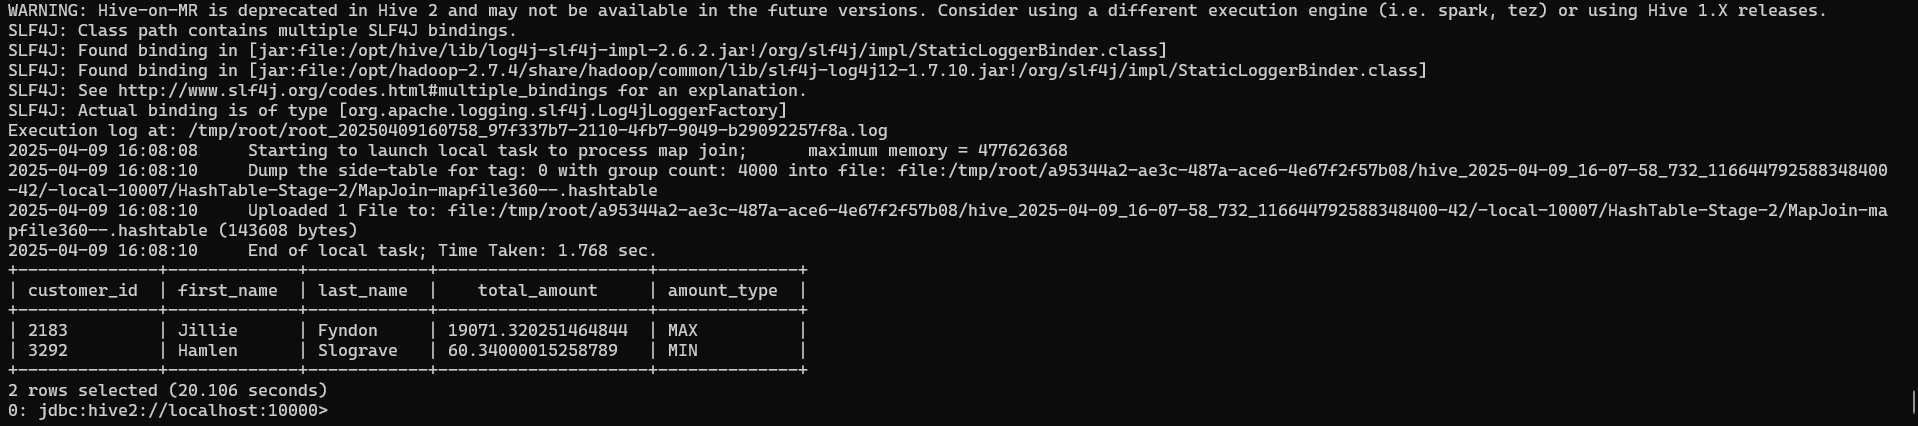 WARNING: Hive-on-MR is deprecated in Hive 2 and may not be available in the future versions. Consider using a different execution engine (i.e. spark, tez) or using Hive 1.X releases.
SLF4J: Class path contains multiple SLF4J bindings.
SLF4J: Found binding in [jar:file:/opt/hive/lib/log4j-slf4j-impl-2.6.2.jar!/org/slf4j/impl/StaticLoggerBinder.class]
SLF4J: Found binding in [jar:file:/opt/hadoop-2.7.4/share/hadoop/common/lib/slf4j-log4j12-1.7.10.jar!/org/slf4j/impl/StaticLoggerBinder.class]
SLF4J: See http://www.slf4j.org/codes.html#multiple_bindings for an explanation.
SLF4J: Actual binding is of type [org.apache.logging.slf4j.Log4jLoggerFactory]
Execution log at: /tmp/root/root_20250409160758_97f337b7-2110-4fb7-9049-b29092257f8a.log
2025-04-09 16:08:08     Starting to launch local task to process map join;      maximum memory = 477626368
2025-04-09 16:08:10     Dump the side-table for tag: 0 with group count: 4000 into file: file:/tmp/root/a95344a2-ae3c-487a-ace6-4e67f2f57b08/hive_2025-04-09_16-07-58_732_116644792588348400
-42/-local-10007/HashTable-Stage-2/MapJoin-mapfile360--.hashtable
2025-04-09 16:08:10     Uploaded 1 File to: file:/tmp/root/a95344a2-ae3c-487a-ace6-4e67f2f57b08/hive_2025-04-09_16-07-58_732_116644792588348400-42/-local-10007/HashTable-Stage-2/MapJoin-ma
pfile360--.hashtable (143608 bytes)
2025-04-09 16:08:10     End of local task; Time Taken: 1.768 sec.
+--------------+-------------+------------+---------------------+--------------+
| customer_id  | first_name  | last_name  |    total_amount     | amount_type  |
+--------------+-------------+------------+---------------------+--------------+
| 2183         | Jillie      | Fyndon     | 19071.320251464844  | MAX          |
| 3292         | Hamlen      | Slograve   | 60.34000015258789   | MIN          |
+--------------+-------------+------------+---------------------+--------------+
2 rows selected (20.106 seconds)
0: jdbc:hive2://localhost:10000>